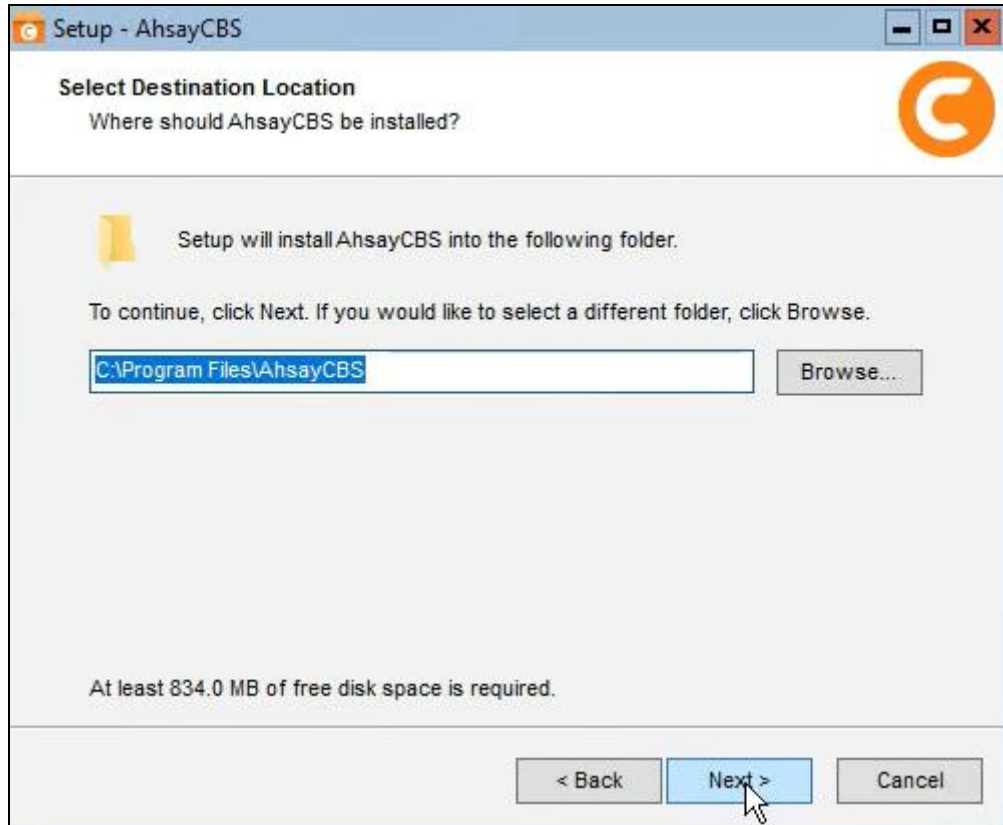 Setup - AhsayCBS
Select Destination Location
Where should AhsayCBS be installed?
Setup will install AhsayCBS into the following folder.
To continue, click Next. If you would like to select a different folder, click Browse.
C:\Program Files\AhsayCBS
Browse...
At least 834.0 MB of free disk space is required.
< Back
Next >
Cancel